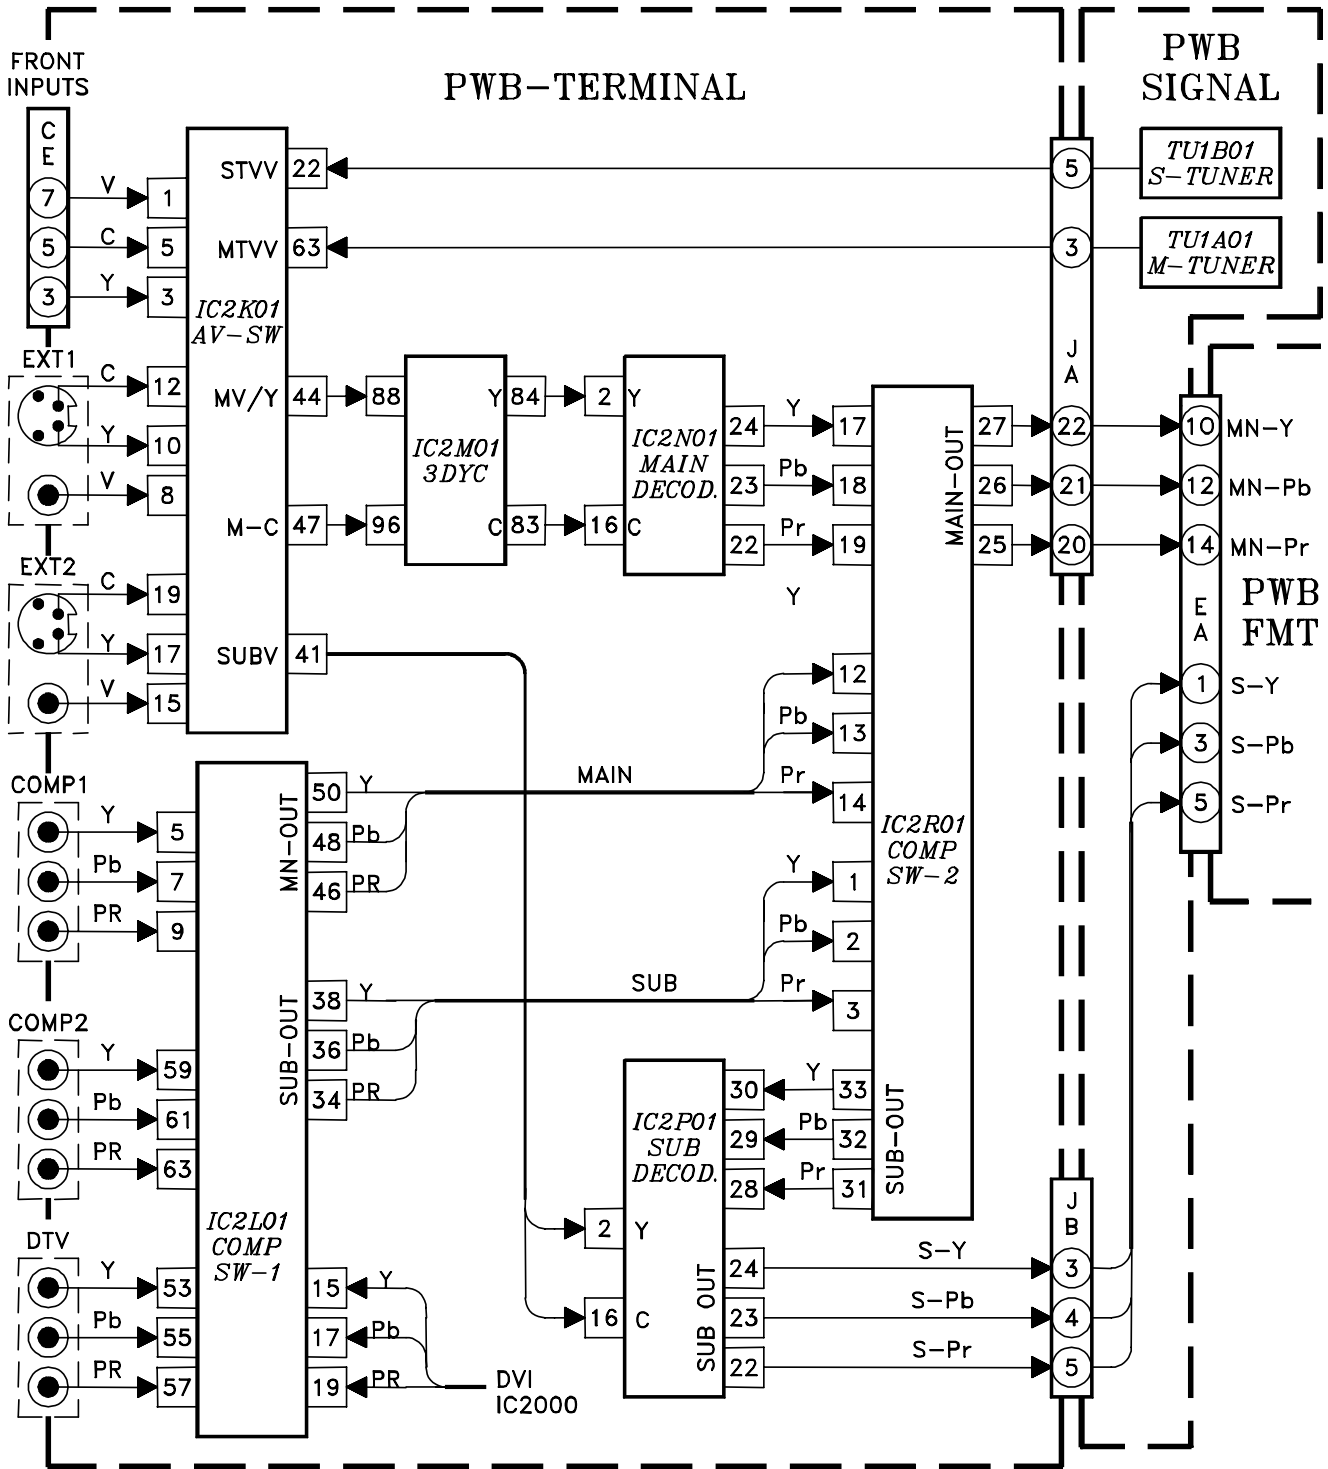 FRONT
INPUTS
PWB-TERMINAL
PWB
SIGNAL
C
E
7
V
1
5
C
5
3
Y
3
STVV
22
5
TU1B01
S-TUNER
MTVV
63
3
TU1A01
M-TUNER
IC2K01
AV-SW
J
A
EXT1
C
12
Y
10
V
8
MV/Y
44
88
Y
84
2
Y
IC2M01
3DYC
M-C
47
96
C
83
16
C
IC2N01
MAIN
DECOD.
24
Y
17
23
Pb
18
22
Pr
19
Y
MAIN-OUT
27
22
10
MN-Y
26
21
12
MN-Pb
25
20
14
MN-Pr
E
A
PWB
FMT
EXT2
C
19
Y
17
V
15
SUBV
41
12
Pb
13
Pr
14
1
S-Y
3
S-Pb
5
S-Pr
COMP1
Y
5
Pb
7
PR
9
MN-OUT
50
Y
48
Pb
46
PR
MAIN
IC2R01
COMP
SW-2
Y
1
Pb
2
Pr
3
SUB
SUB-OUT
38
Y
36
Pb
34
PR
COMP2
Y
59
Pb
61
PR
63
IC2P01
SUB
DECOD.
30
Y
33
29
Pb
32
28
Pr
31
SUB-OUT
IC2L01
COMP
SW-1
DTV
Y
53
Pb
55
PR
57
15
Y
17
Pb
19
PR
DVI
IC2000
2
Y
16
C
SUB OUT
24
S-Y
23
S-Pb
22
S-Pr
J
B
3
4
5